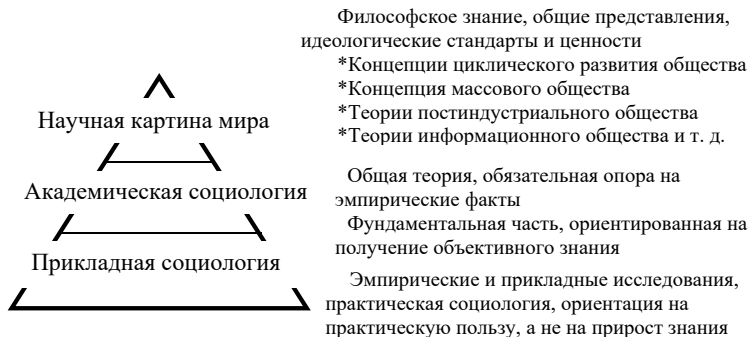 Философское знание, общие представления,
идеологические стандарты и ценности
*Концепции циклического развития общества
*Концепция массового общества
*Теории постиндустриального общества
*Теории информационного общества и т. д.
Научная картина мира
Общая теория, обязательная опора на
эмпирические факты
Академическая социология
Фундаментальная часть, ориентированная на
получение объективного знания
Прикладная социология
Эмпирические и прикладные исследования,
практическая социология, ориентация на
практическую пользу, а не на прирост знания